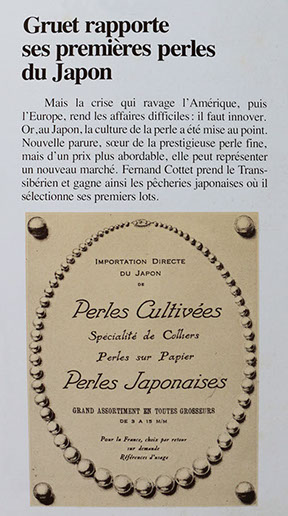 Gruet rapporte
ses premières perles
du Japon
Mais la crise qui ravage l'Amérique, puis
l'Europe, rend les affaires difficiles : il faut innover.
Or, au Japon, la culture de la perle a été mise au point.
Nouvelle parure, sœur de la prestigieuse perle fine,
mais d'un prix plus abordable, elle peut représenter
un nouveau marché. Fernand Cottet prend le Trans-
sibérien et gagne ainsi les pêcheries japonaises où il
sélectionne ses premiers lots.
IMPORTATION DIRECTE
DU JAPON
DE
Perles Cultivées
Spécialité de Colliers
Perles sur Papier
Perles Japonaises
GRAND ASSORTIMENT EN TOUTES GROSSEURS
DE 3 A 15 M/M
Pour la France, choix par retour
sur demande
Références d'usage